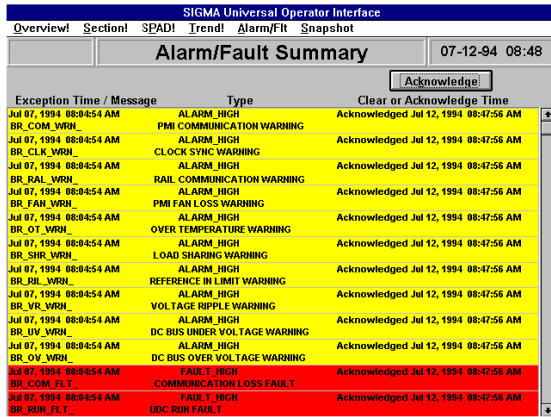 SIGMA Universal Operator Interface
Overview! Section! SPAD! Trend! Alarm/Flt Snapshot
Alarm/Fault Summary 07-12-94 08:48
Acknowledge
Exception Time / Message Type Clear or Acknowledge Time
Jul 07, 1994 08:04:54 AM ALARM_HIGH Acknowledged Jul 12, 1994 08:47:56 AM
BR_COM_WRN_ PMI COMMUNICATION WARNING
Jul 07, 1994 08:04:54 AM ALARM_HIGH Acknowledged Jul 12, 1994 08:47:56 AM
BR_CLK_WRN_ CLOCK SYNC WARNING
Jul 07, 1994 08:04:54 AM ALARM_HIGH Acknowledged Jul 12, 1994 08:47:56 AM
BR_RAL_WRN_ RAIL COMMUNICATION WARNING
Jul 07, 1994 08:04:54 AM ALARM_HIGH Acknowledged Jul 12, 1994 08:47:56 AM
BR_FAN_WRN_ PMI FAN LOSS WARNING
Jul 07, 1994 08:04:54 AM ALARM_HIGH Acknowledged Jul 12, 1994 08:47:56 AM
BR_OT_WRN_ OVER TEMPERATURE WARNING
Jul 07, 1994 08:04:54 AM ALARM_HIGH Acknowledged Jul 12, 1994 08:47:56 AM
BR_SHR_WRN_ LOAD SHARING WARNING
Jul 07, 1994 08:04:54 AM ALARM_HIGH Acknowledged Jul 12, 1994 08:47:56 AM
BR_RIL_WRN_ REFERENCE IN LIMIT WARNING
Jul 07, 1994 08:04:54 AM ALARM_HIGH Acknowledged Jul 12, 1994 08:47:56 AM
BR_VR_WRN_ VOLTAGE RIPPLE WARNING
Jul 07, 1994 08:04:54 AM ALARM_HIGH Acknowledged Jul 12, 1994 08:47:56 AM
BR_UV_WRN_ DC BUS UNDER VOLTAGE WARNING
Jul 07, 1994 08:04:54 AM ALARM_HIGH Acknowledged Jul 12, 1994 08:47:56 AM
BR_OV_WRN_ DC BUS OVER VOLTAGE WARNING
Jul 07, 1994 08:04:54 AM FAULT_HIGH Acknowledged Jul 12, 1994 08:47:56 AM
BR_COM_FLT_ COMMUNICATION LOSS FAULT
Jul 07, 1994 08:04:54 AM FAULT_HIGH Acknowledged Jul 12, 1994 08:47:56 AM
BR_RUN_FLT_ UDC RUN FAULT